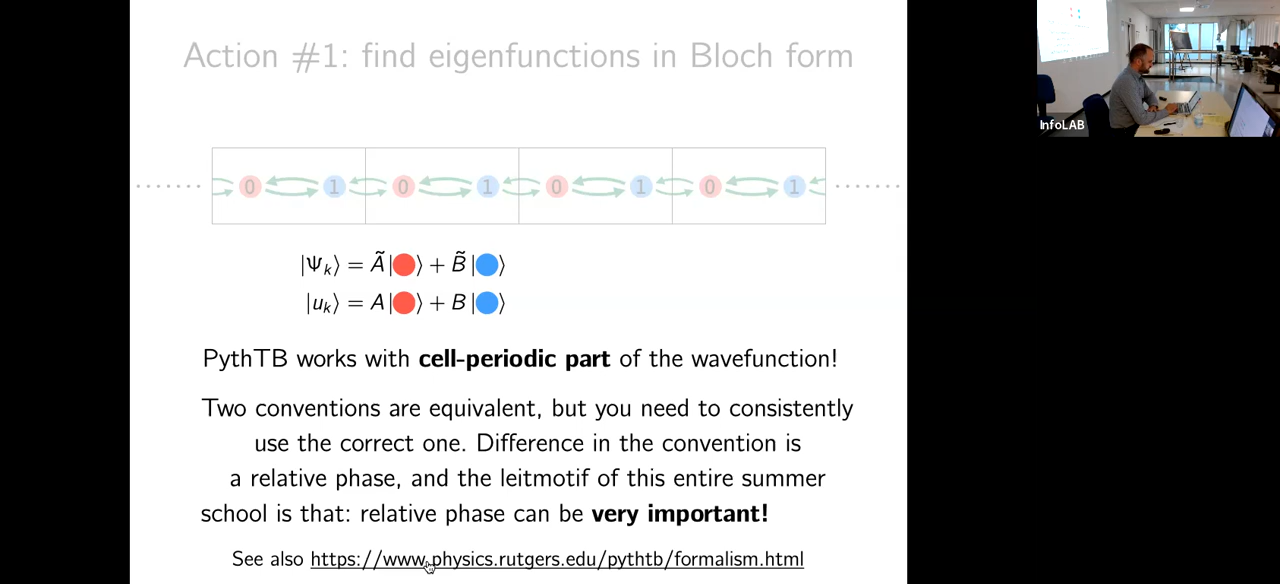 Action #1: find eigenfunctions in Bloch form
InfoLAB
0 1 0 1 0 1 0 1
|Ψₖ⟩ = Ã|⟩ + B̃|⟩
|uₖ⟩ = A|⟩ + B|⟩
PythTB works with cell-periodic part of the wavefunction!
Two conventions are equivalent, but you need to consistently
use the correct one. Difference in the convention is
a relative phase, and the leitmotif of this entire summer
school is that: relative phase can be very important!
See also https://www.physics.rutgers.edu/pythtb/formalism.html